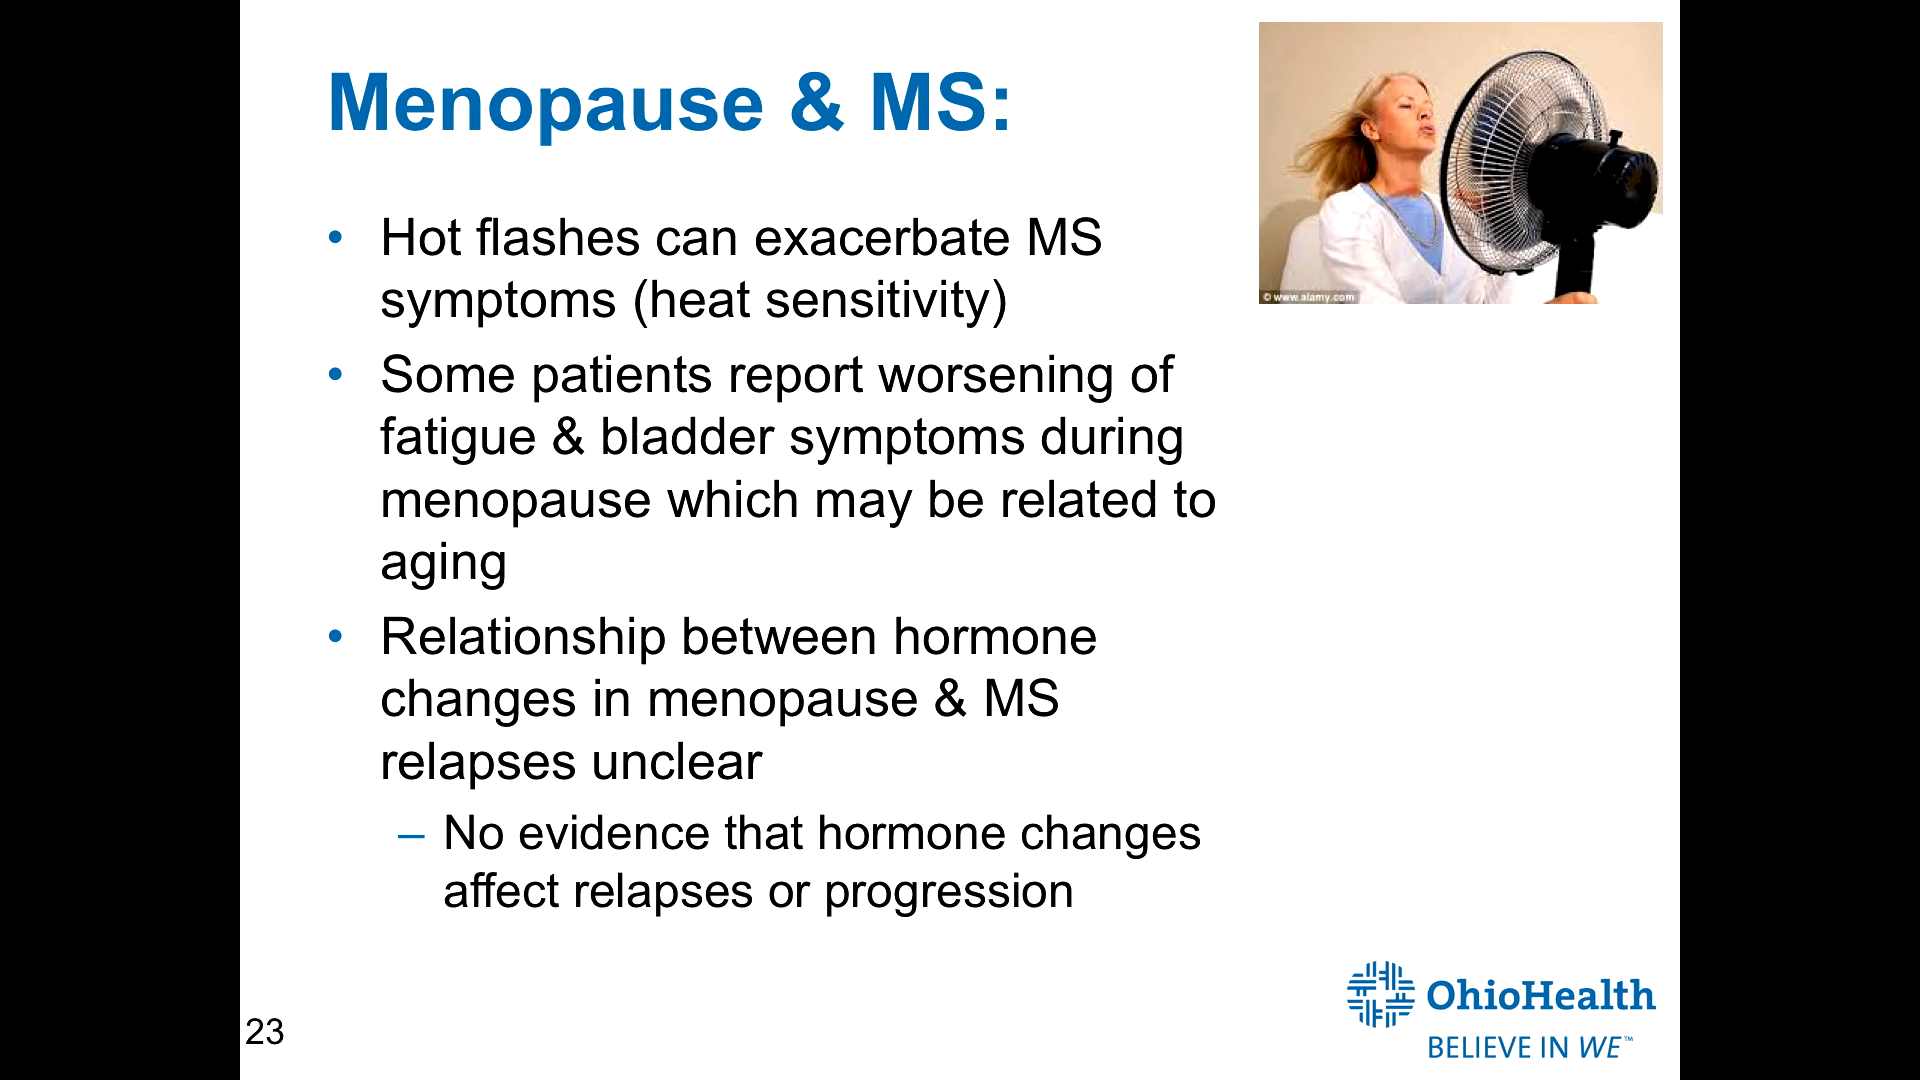 Menopause & MS:
© www.alamy.com
• Hot flashes can exacerbate MS
symptoms (heat sensitivity)
• Some patients report worsening of
fatigue & bladder symptoms during
menopause which may be related to
aging
• Relationship between hormone
changes in menopause & MS
relapses unclear
– No evidence that hormone changes
affect relapses or progression
OhioHealth
BELIEVE IN WE™
23